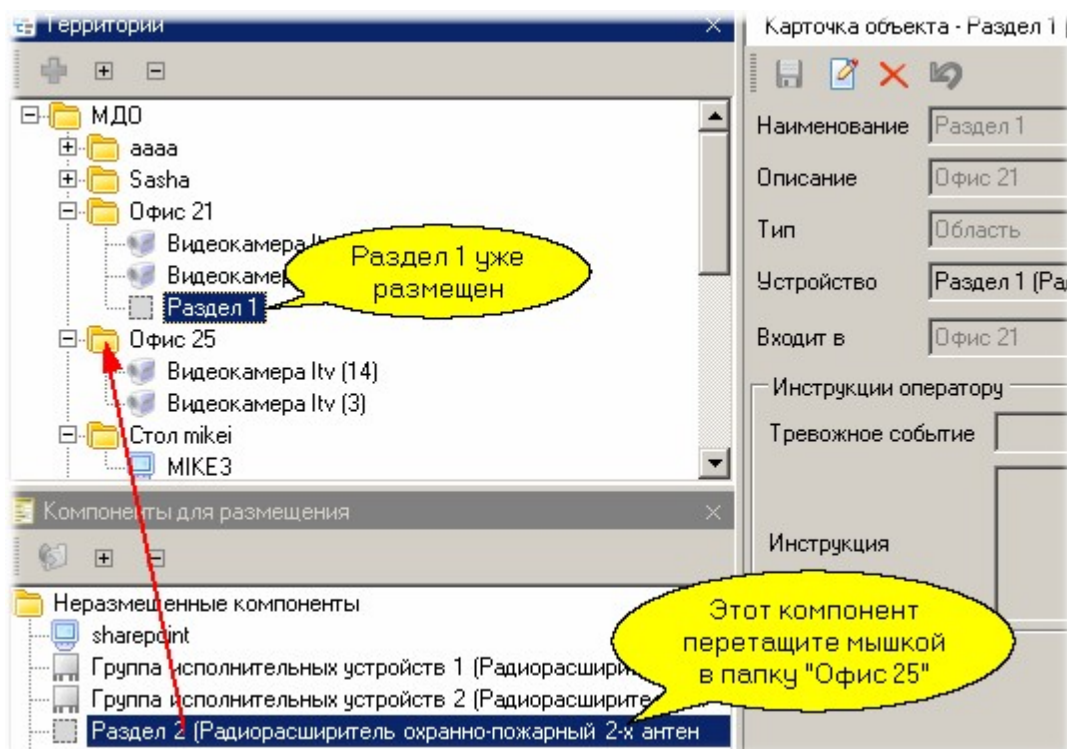 Территории
МДО
аааа
Sasha
Офис 21
Видеокамера
Видеокамер
Раздел 1
Раздел 1 уже
размещен
Офис 25
Видеокамера Itv (14)
Видеокамера Itv (3)
Стол mikei
MIKE3
Компоненты для размещения
Неразмещенные компоненты
sharepoint
Группа исполнительных устройств 1 (Радиорасшири
Группа исполнительных устройств 2 (Радиорасширите
Раздел 2 (Радиорасширитель охранно-пожарный 2-х антен
Этот компонент
перетащите мышкой
в папку "Офис 25"
Карточка объекта - Раздел 1
Наименование Раздел 1
Описание Офис 21
Тип Область
Устройство Раздел 1 (Ра
Входит в Офис 21
Инструкции оператору
Тревожное событие
Инструкция